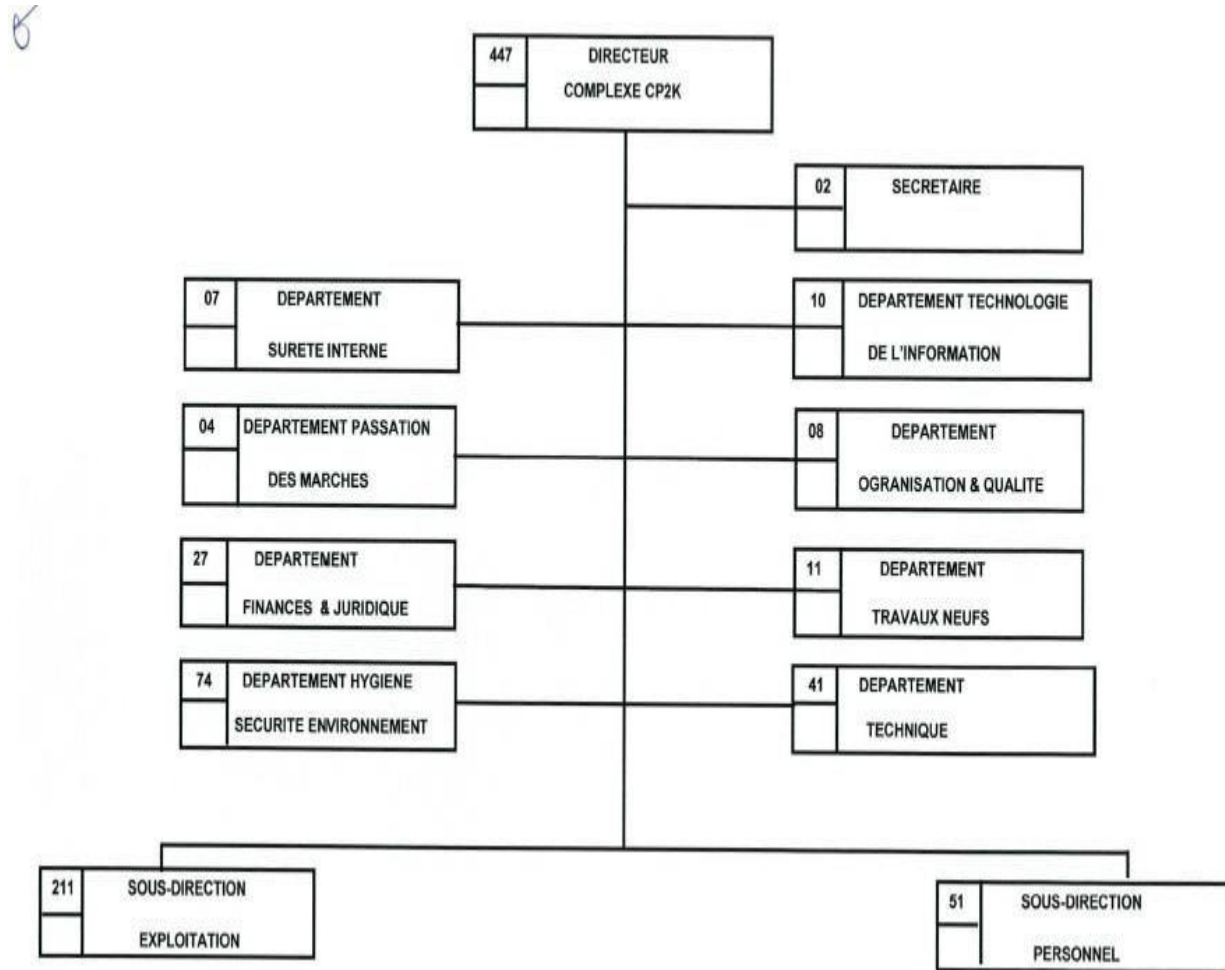 447 DIRECTEUR
COMPLEXE CP2K
02 SECRETAIRE
07 DEPARTEMENT
SURETE INTERNE
10 DEPARTEMENT TECHNOLOGIE
DE L'INFORMATION
04 DEPARTEMENT PASSATION
DES MARCHES
08 DEPARTEMENT
OGRANISATION & QUALITE
27 DEPARTEMENT
FINANCES & JURIDIQUE
11 DEPARTEMENT
TRAVAUX NEUFS
74 DEPARTEMENT HYGIENE
SECURITE ENVIRONNEMENT
41 DEPARTEMENT
TECHNIQUE
211 SOUS-DIRECTION
EXPLOITATION
51 SOUS-DIRECTION
PERSONNEL